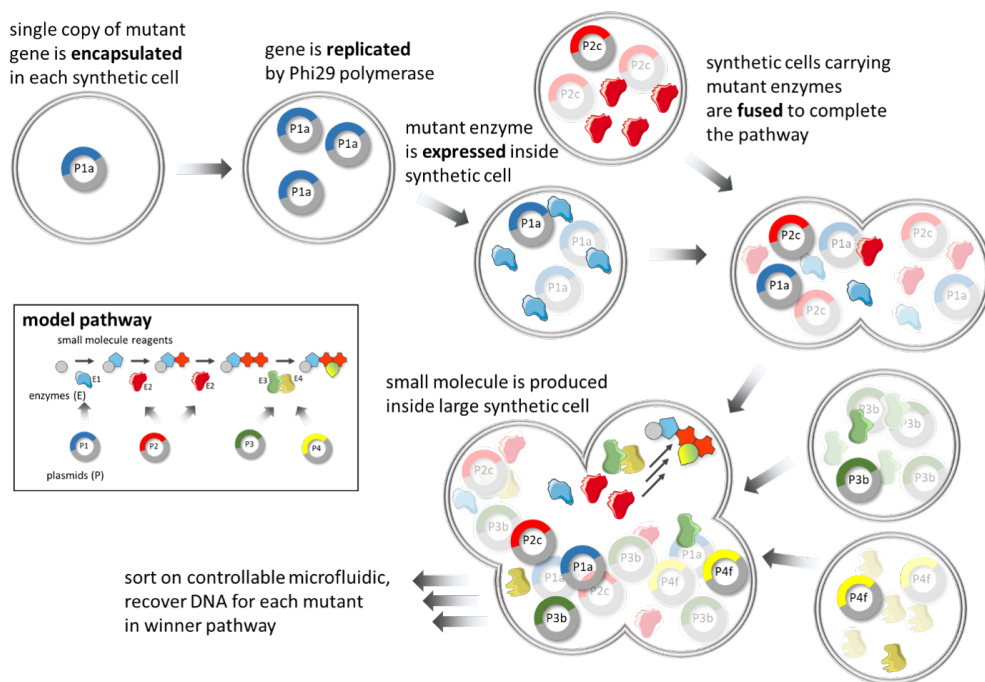 single copy of mutant
gene is encapsulated
in each synthetic cell
P1a
gene is replicated
by Phi29 polymerase
P1a
P1a
P1a
mutant enzyme
is expressed inside
synthetic cell
P1a
P1a
P1a
P2c
P2c
P2c
synthetic cells carrying
mutant enzymes
are fused to complete
the pathway
P2c
P1a
P1a
P2c
P2c
P1a
model pathway
small molecule reagents
enzymes (E)
E1
E2
E2
E3
E4
P1
P2
P3
P4
plasmids (P)
small molecule is produced
inside large synthetic cell
P2c
P3b
P2c
P1a
P1a
P2c
P3b
P3b
P1a
P4f
P4f
P3b
P3b
P3b
P3b
P4f
P4f
sort on controllable microfluidic,
recover DNA for each mutant
in winner pathway